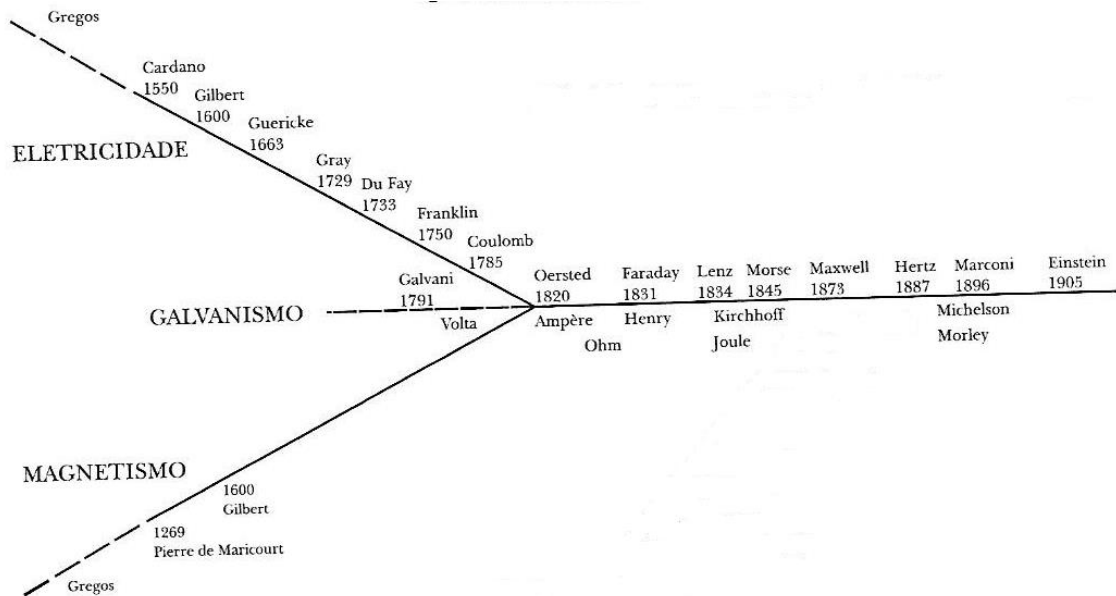 Gregos
Cardano
1550
Gilbert
1600
Guericke
1663
ELETRICIDADE
Gray
1729
Du Fay
1733
Franklin
1750
Coulomb
1785
Galvani
1791
GALVANISMO
Volta
Oersted
1820
Ampère
Ohm
Faraday
1831
Henry
Lenz
1834
Morse
1845
Kirchhoff
Joule
Maxwell
1873
Hertz
1887
Marconi
1896
Michelson
Morley
Einstein
1905
MAGNETISMO
1600
Gilbert
1269
Pierre de Maricourt
Gregos